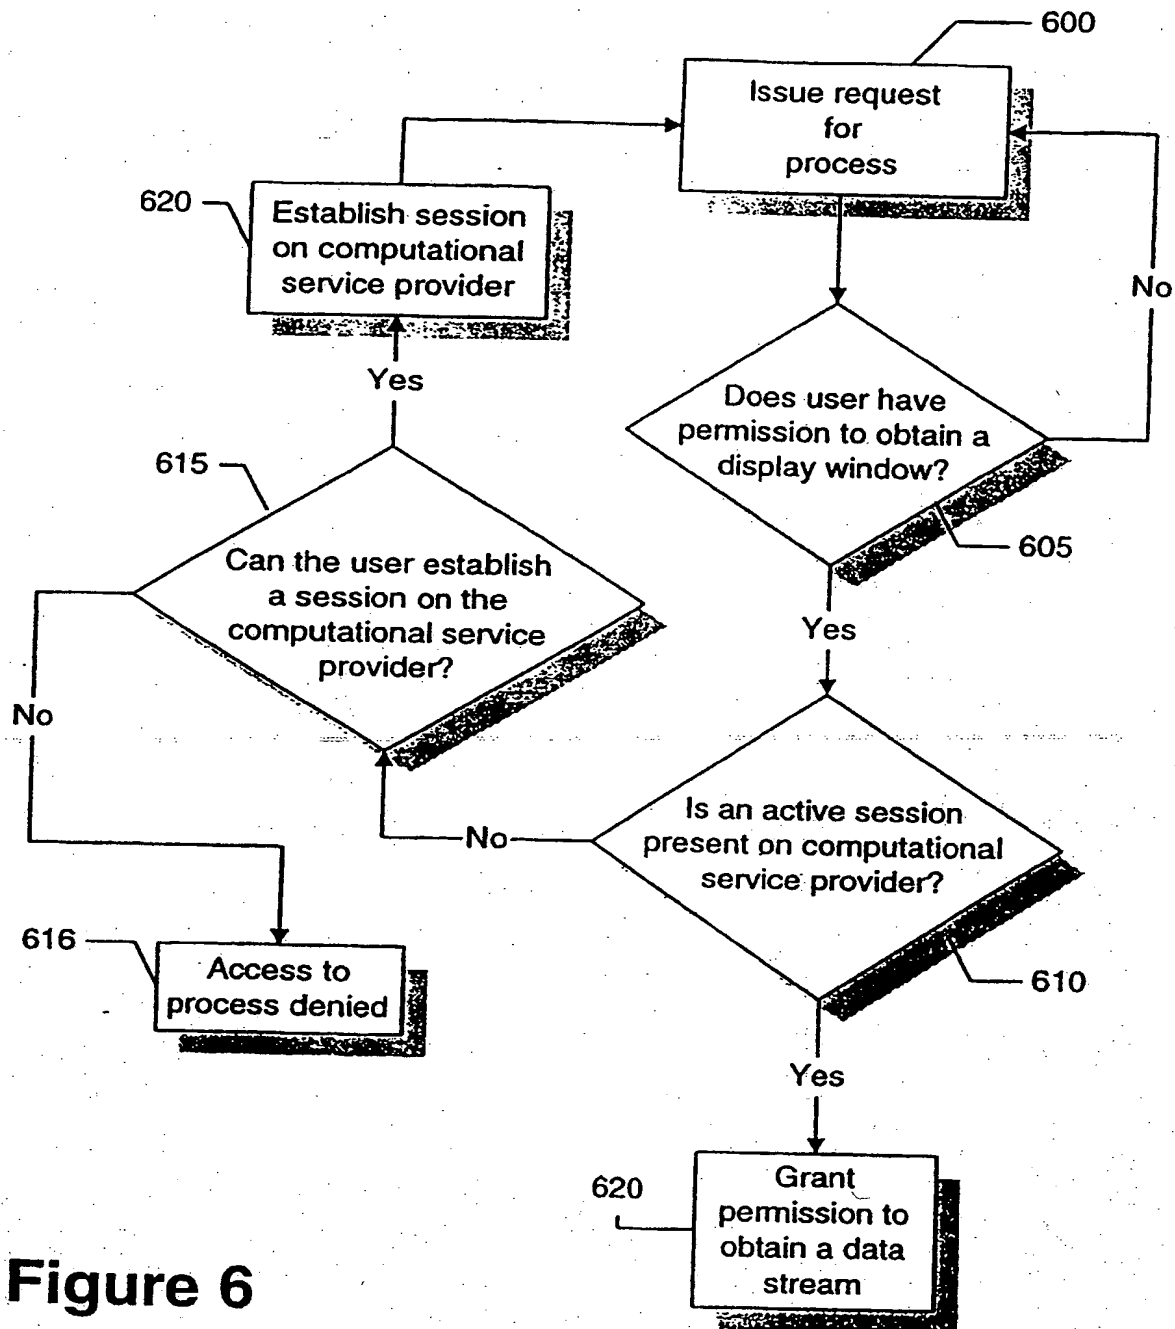 600
Issue request
for
process
620
Establish session
on computational
service provider
No
Yes
Does user have
permission to obtain a
display window?
615
605
Can the user establish
a session on the
computational service
provider?
Yes
No
Is an active session
present on computational
service provider?
No
616
Access to
process denied
610
Yes
620
Grant
permission to
obtain a data
stream
Figure 6